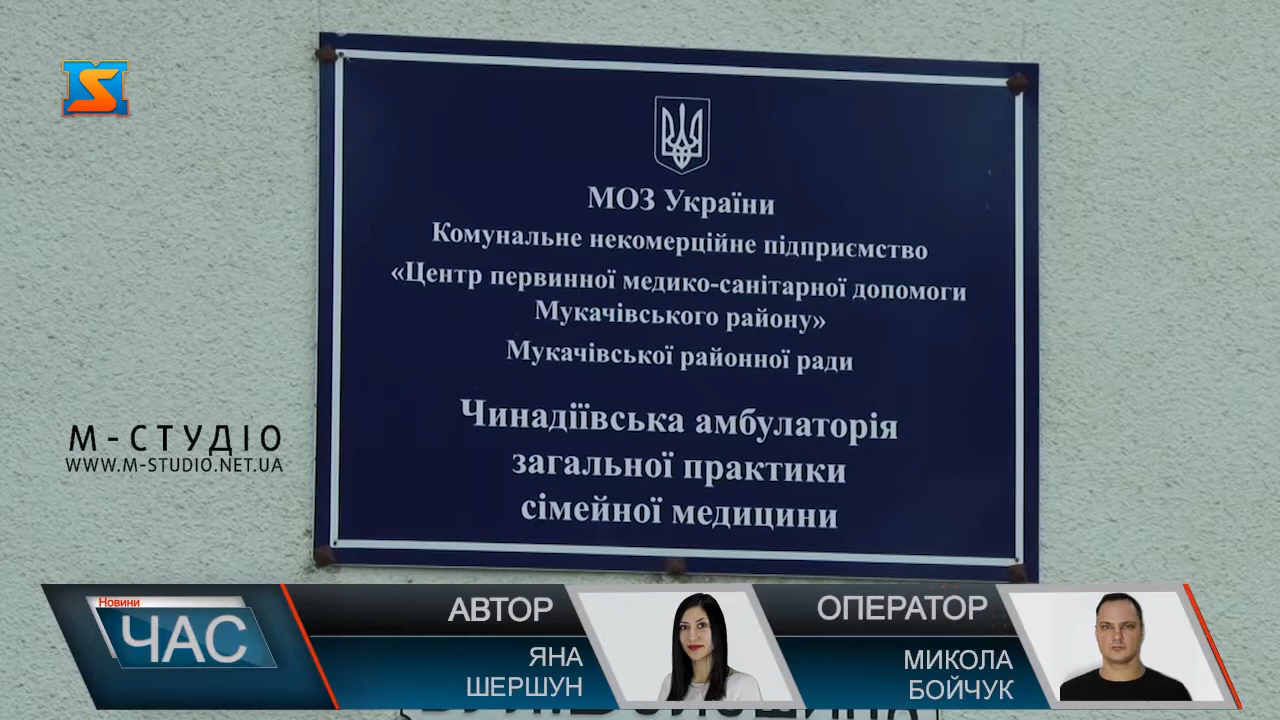 МОЗ України
Комунальне некомерційне підприємство
«Центр первинної медико-санітарної допомоги
Мукачівського району»
Мукачівської районної ради
Чинадіївська амбулаторія
загальної практики
сімейної медицини
М-СТУДІО
WWW.M-STUDIO.NET.UA
Новини
ЧАС
АВТОР
ЯНА
ШЕРШУН
ОПЕРАТОР
МИКОЛА
БОЙЧУК